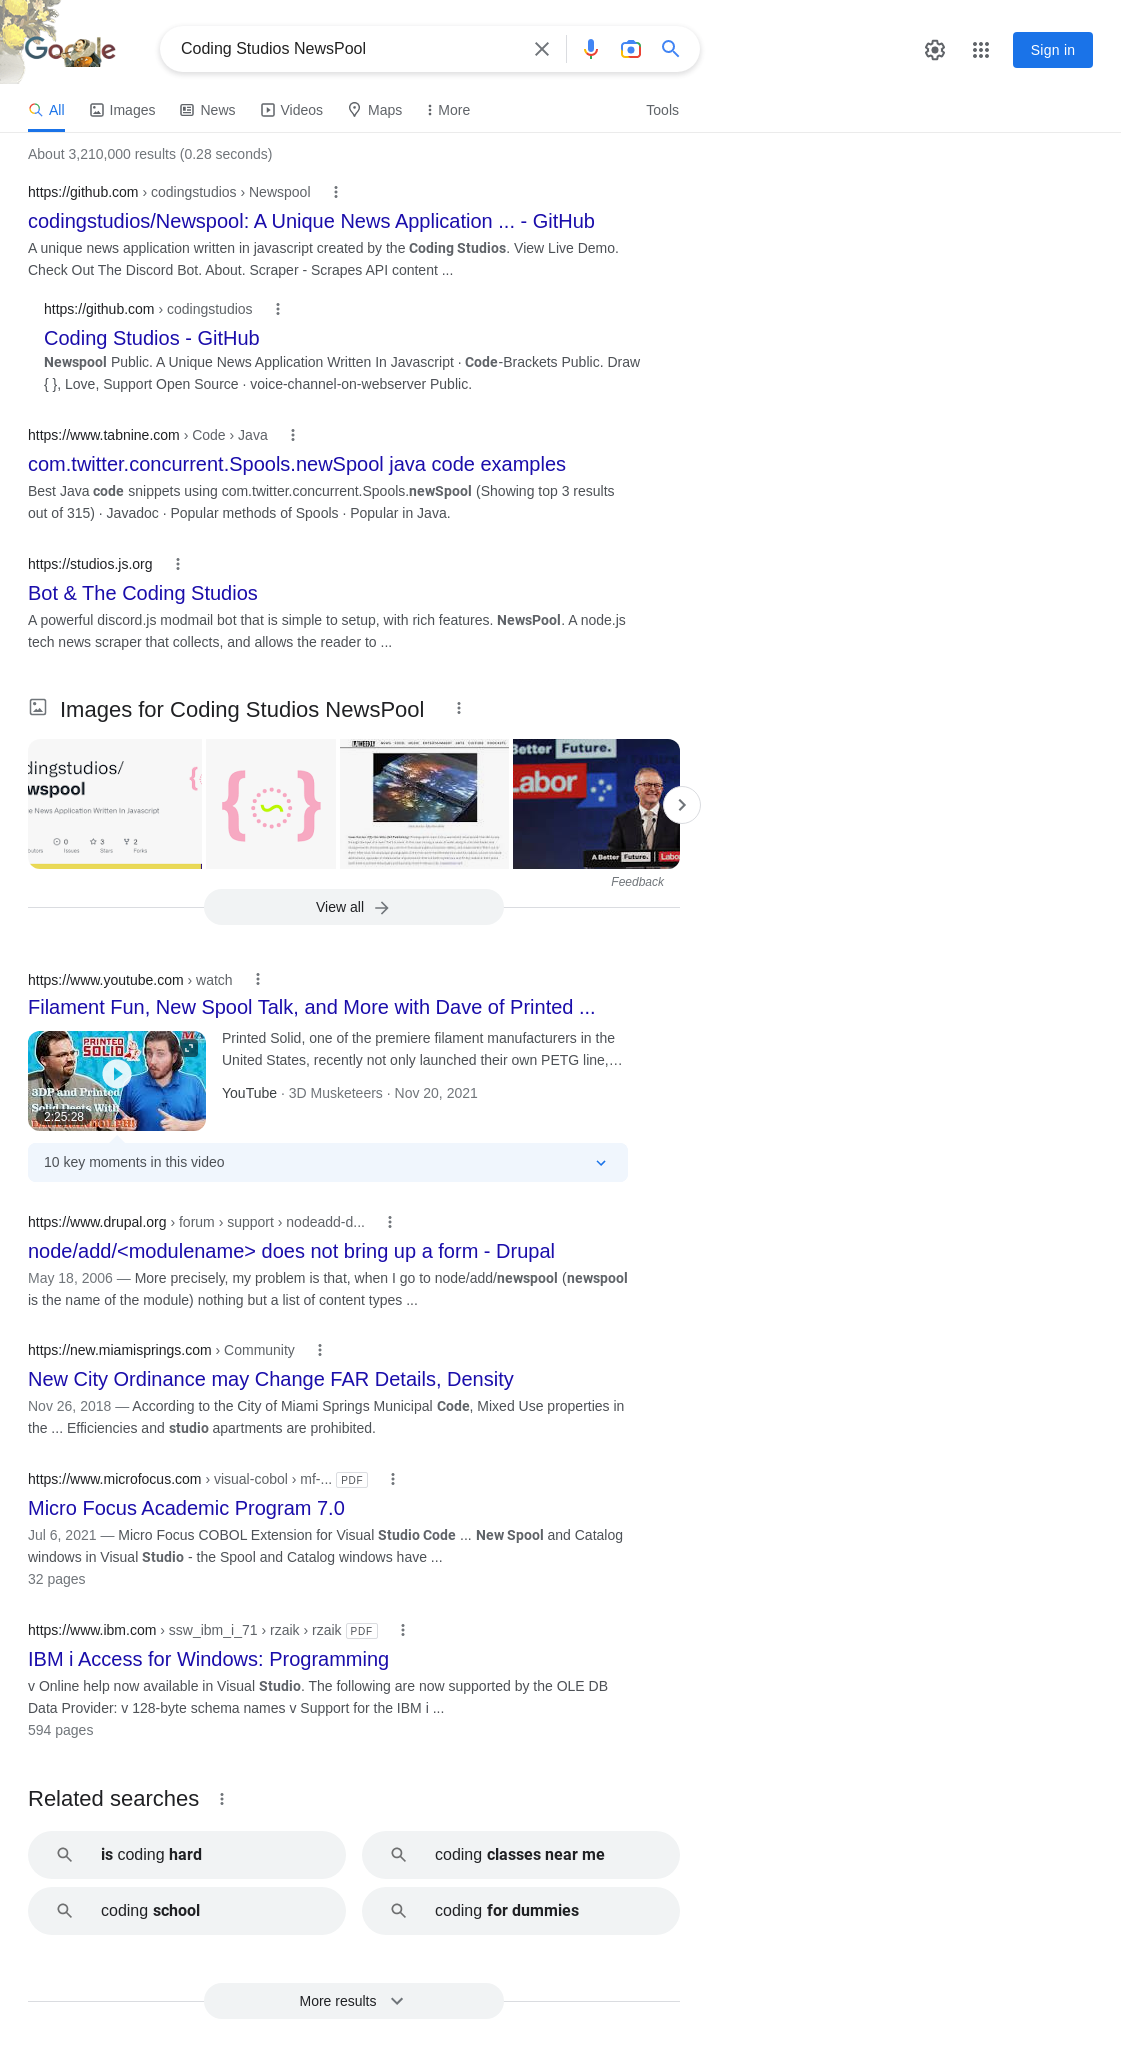 Google
Coding Studios NewsPool
Sign in
All
Images
News
Videos
Maps
More
Tools
About 3,210,000 results (0.28 seconds)
https://github.com › codingstudios › Newspool
codingstudios/Newspool: A Unique News Application ... - GitHub
A unique news application written in javascript created by the Coding Studios. View Live Demo.
Check Out The Discord Bot. About. Scraper - Scrapes API content ...
https://github.com › codingstudios
Coding Studios - GitHub
Newspool Public. A Unique News Application Written In Javascript · Code-Brackets Public. Draw
{ }, Love, Support Open Source · voice-channel-on-webserver Public.
https://www.tabnine.com › Code › Java
com.twitter.concurrent.Spools.newSpool java code examples
Best Java code snippets using com.twitter.concurrent.Spools.newSpool (Showing top 3 results
out of 315) · Javadoc · Popular methods of Spools · Popular in Java.
https://studios.js.org
Bot & The Coding Studios
A powerful discord.js modmail bot that is simple to setup, with rich features. NewsPool. A node.js
tech news scraper that collects, and allows the reader to ...
Images for Coding Studios NewsPool
dingstudios/
wspool
e News Application Written In Javascript
0 3 2
utors Issues Stars Forks
{ }
LA WEEKLY NEWS FOOD MUSIC ENTERTAINMENT ARTS CULTURE PODCASTS
Better Future.
Labor
A Better Future. Labor
Feedback
View all
https://www.youtube.com › watch
Filament Fun, New Spool Talk, and More with Dave of Printed ...
PRINTED
SOLID
3DP and Printed
Solid Deets With
2:25:28
Printed Solid, one of the premiere filament manufacturers in the
United States, recently not only launched their own PETG line,…
YouTube · 3D Musketeers · Nov 20, 2021
10 key moments in this video
https://www.drupal.org › forum › support › nodeadd-d...
node/add/<modulename> does not bring up a form - Drupal
May 18, 2006 — More precisely, my problem is that, when I go to node/add/newspool (newspool
is the name of the module) nothing but a list of content types ...
https://new.miamisprings.com › Community
New City Ordinance may Change FAR Details, Density
Nov 26, 2018 — According to the City of Miami Springs Municipal Code, Mixed Use properties in
the ... Efficiencies and studio apartments are prohibited.
https://www.microfocus.com › visual-cobol › mf-... PDF
Micro Focus Academic Program 7.0
Jul 6, 2021 — Micro Focus COBOL Extension for Visual Studio Code ... New Spool and Catalog
windows in Visual Studio - the Spool and Catalog windows have ...
32 pages
https://www.ibm.com › ssw_ibm_i_71 › rzaik › rzaik PDF
IBM i Access for Windows: Programming
v Online help now available in Visual Studio. The following are now supported by the OLE DB
Data Provider: v 128-byte schema names v Support for the IBM i ...
594 pages
Related searches
is coding hard
coding classes near me
coding school
coding for dummies
More results